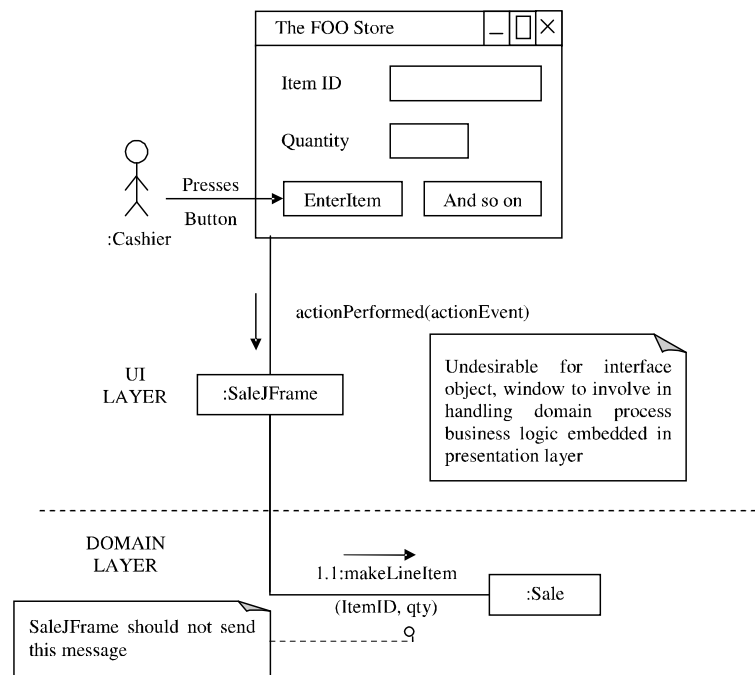 The FOO Store
Item ID
Quantity
Presses
Button
EnterItem
And so on
:Cashier
actionPerformed(actionEvent)
UI
LAYER
:SaleJFrame
Undesirable for interface
object, window to involve in
handling domain process
business logic embedded in
presentation layer
DOMAIN
LAYER
1.1:makeLineItem
(ItemID, qty)
:Sale
SaleJFrame should not send
this message